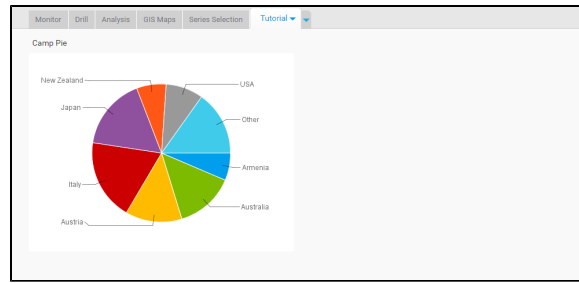 Monitor Drill Analysis GIS Maps Series Selection Tutorial
Camp Pie
New Zealand
USA
Japan
Other
Armenia
Italy
Australia
Austria